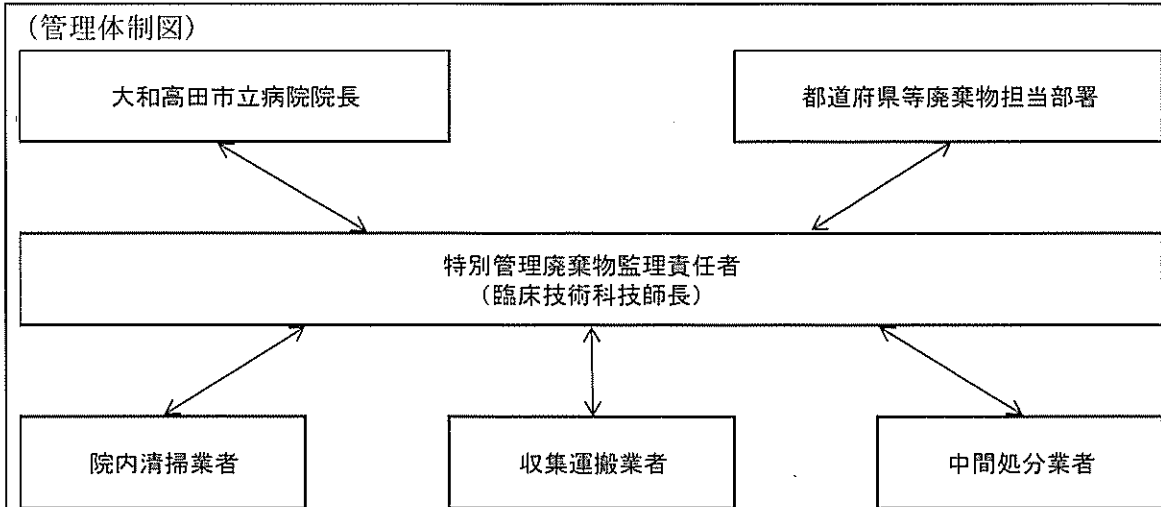 （管理体制図）
大和高田市立病院院長
都道府県等廃棄物担当部署
特別管理廃棄物監理責任者
（臨床技術科技師長）
院内清掃業者
収集運搬業者
中間処分業者